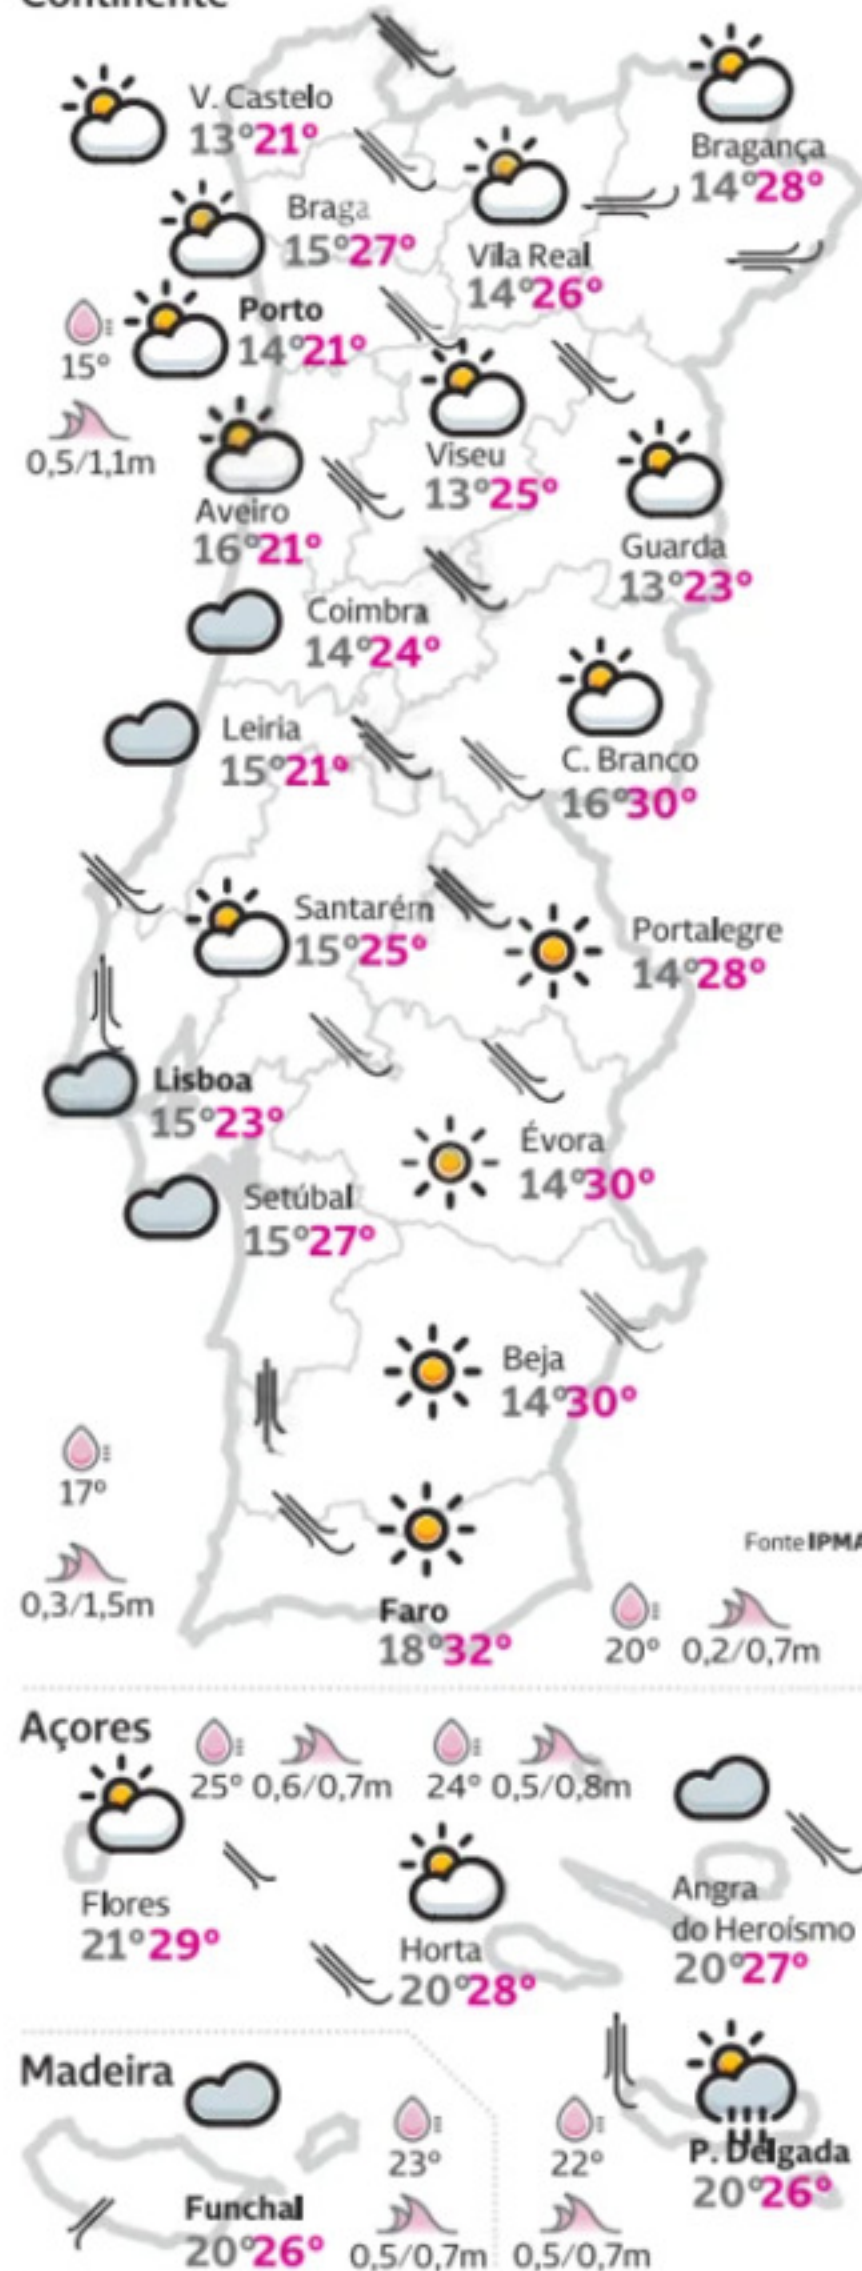 Continente
V. Castelo
13°21°
Bragança
14°28°
Braga
15°27°
Vila Real
14°26°
Porto
14°21°
15°
0,5/1,1m
Viseu
13°25°
Aveiro
16°21°
Guarda
13°23°
Coimbra
14°24°
Leiria
15°21°
C. Branco
16°30°
Santarém
15°25°
Portalegre
14°28°
Lisboa
15°23°
Évora
14°30°
Setúbal
15°27°
Beja
14°30°
17°
0,3/1,5m
Fonte IPMA
Faro
18°32°
20° 0,2/0,7m
Açores
25° 0,6/0,7m 24° 0,5/0,8m
Flores
21°29°
Horta
20°28°
Angra
do Heroísmo
20°27°
Madeira
23°
22°
P. Delgada
20°26°
Funchal
20°26°
0,5/0,7m 0,5/0,7m